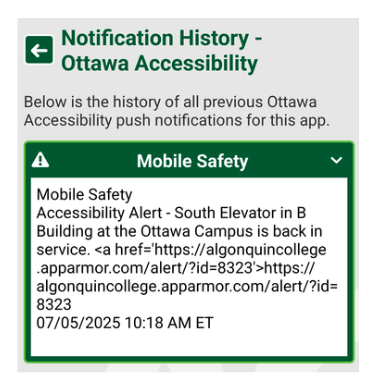 Notification History -
Ottawa Accessibility
Below is the history of all previous Ottawa
Accessibility push notifications for this app.
Mobile Safety
Mobile Safety
Accessibility Alert - South Elevator in B
Building at the Ottawa Campus is back in
service. <a href='https://algonquincollege
.apparmor.com/alert/?id=8323'>https://
algonquincollege.apparmor.com/alert/?id=
8323
07/05/2025 10:18 AM ET